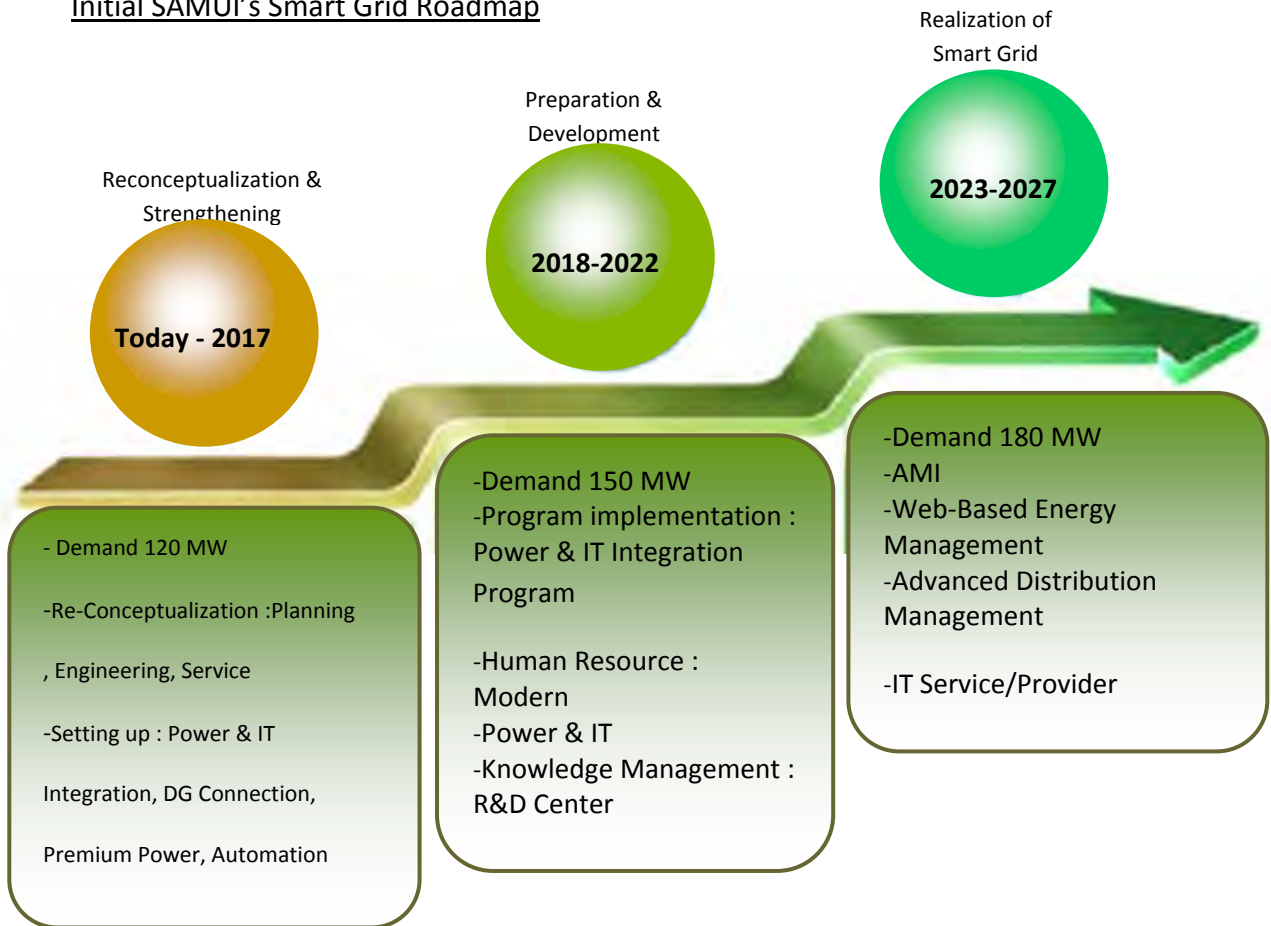 Initial SAMUI's Smart Grid Roadmap
Reconceptualization &
Strengthening
Today - 2017
- Demand 120 MW
-Re-Conceptualization :Planning
, Engineering, Service
-Setting up : Power & IT
Integration, DG Connection,
Premium Power, Automation
Preparation &
Development
2018-2022
-Demand 150 MW
-Program implementation :
Power & IT Integration
Program
-Human Resource :
Modern
-Power & IT
-Knowledge Management :
R&D Center
Realization of
Smart Grid
2023-2027
-Demand 180 MW
-AMI
-Web-Based Energy
Management
-Advanced Distribution
Management
-IT Service/Provider